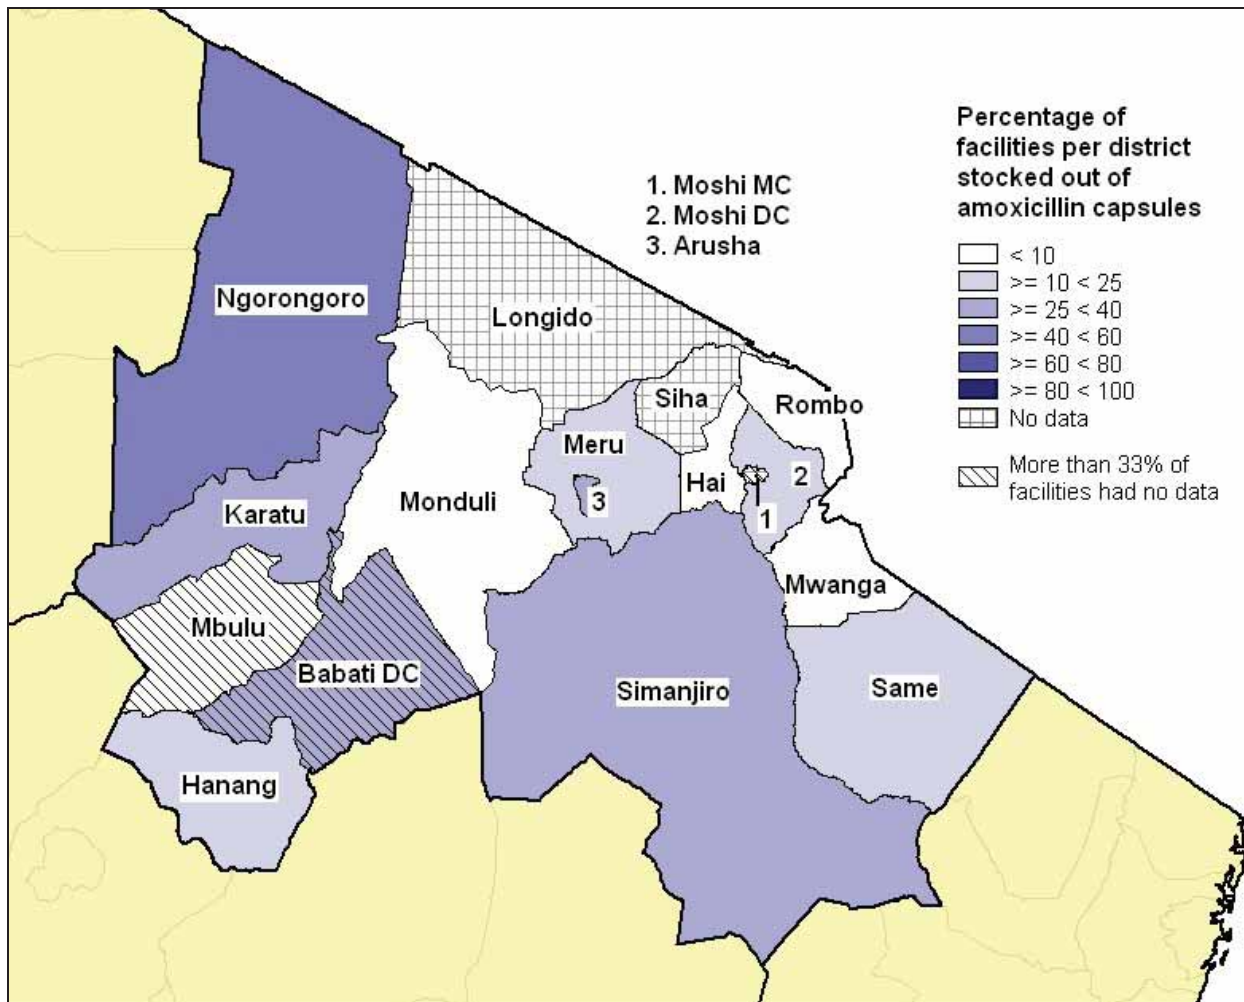 Percentage of
facilities per district
stocked out of
amoxicillin capsules
< 10
>= 10 < 25
>= 25 < 40
>= 40 < 60
>= 60 < 80
>= 80 < 100
No data
More than 33% of
facilities had no data
1. Moshi MC
2. Moshi DC
3. Arusha
Ngorongoro
Longido
Siha
Rombo
Meru
Hai
2
3
Monduli
Karatu
1
Mwanga
Mbulu
Babati DC
Simanjiro
Same
Hanang